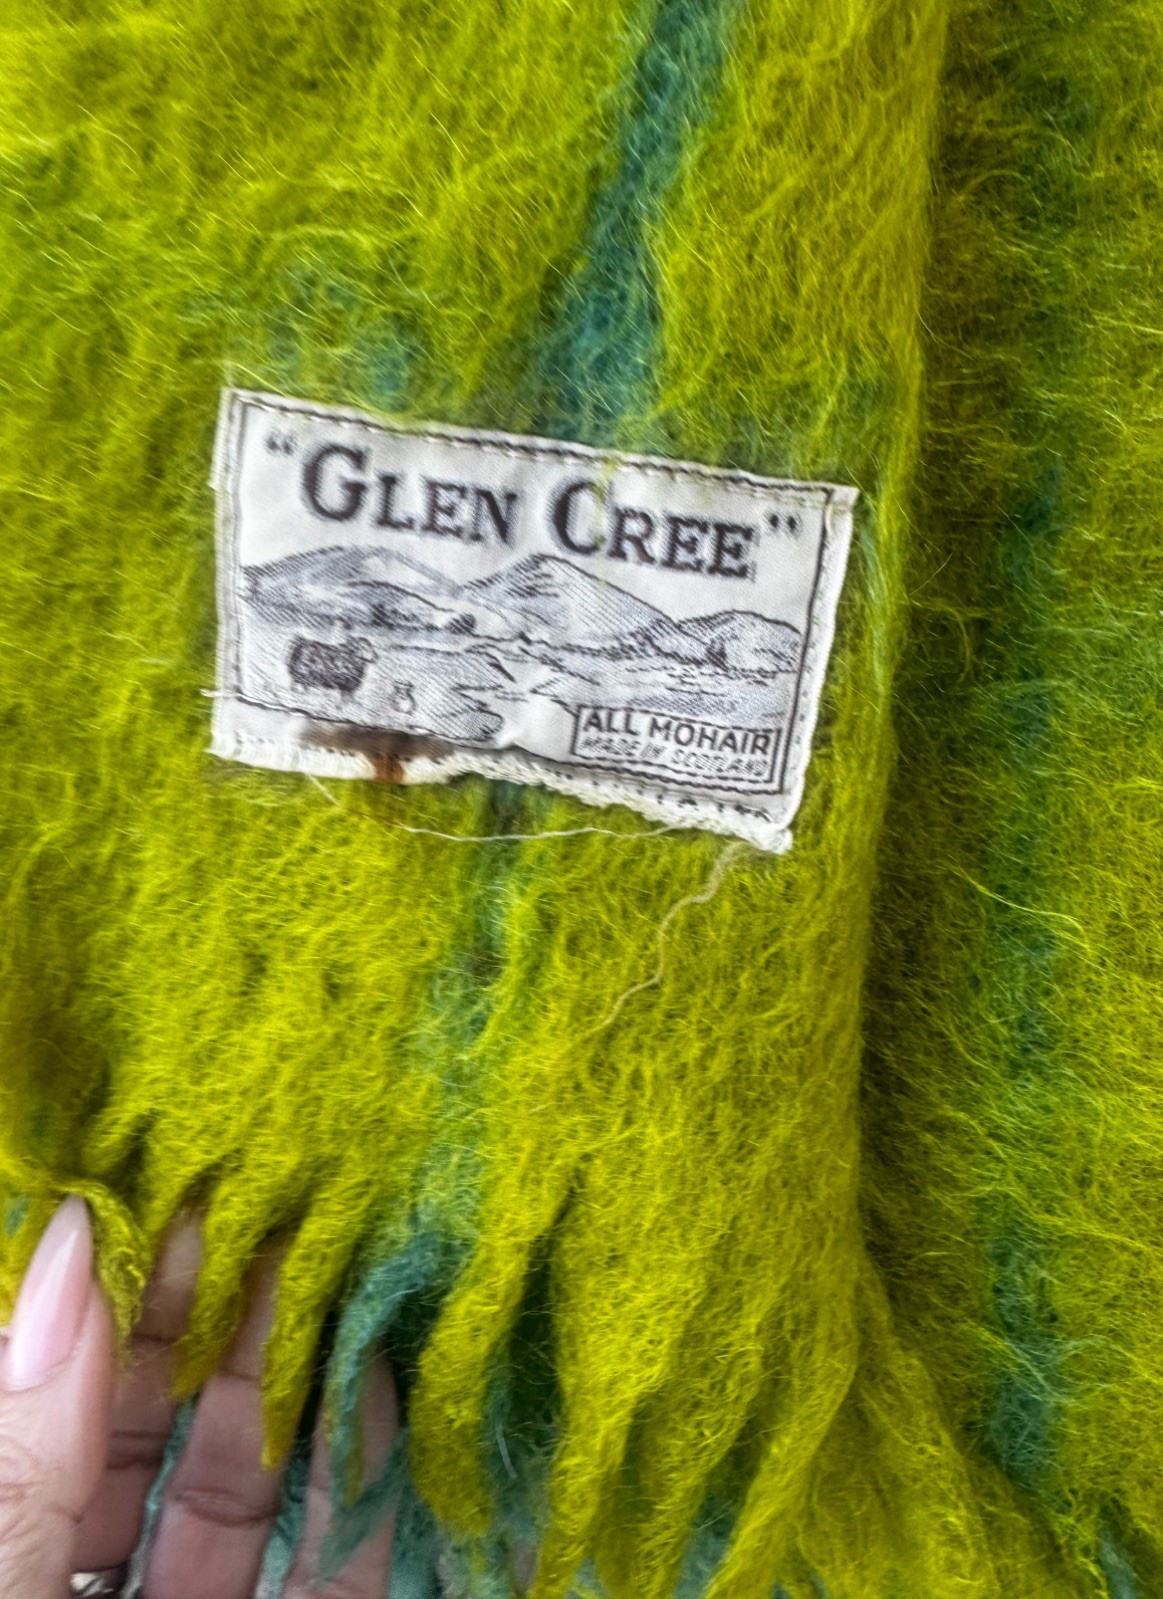 “GLEN CREE”
ALL MOHAIR
MADE IN SCOTLAND